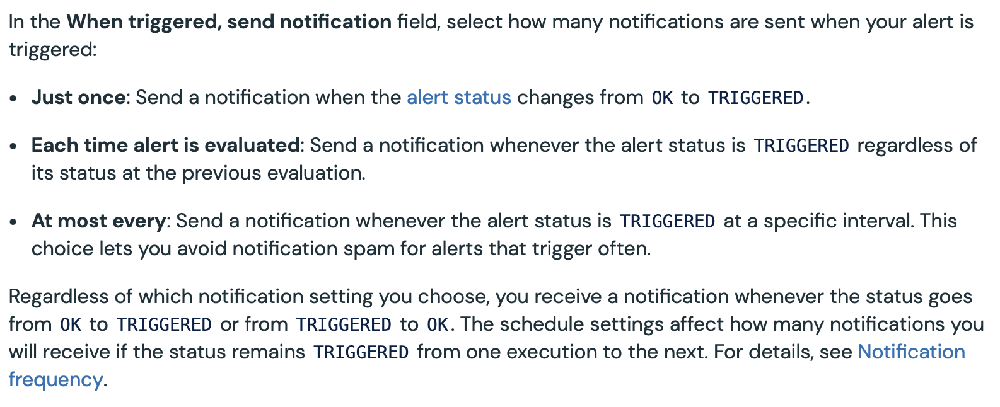 In the When triggered, send notification field, select how many notifications are sent when your alert is
triggered:
• Just once: Send a notification when the alert status changes from OK to TRIGGERED.
• Each time alert is evaluated: Send a notification whenever the alert status is TRIGGERED regardless of
its status at the previous evaluation.
• At most every: Send a notification whenever the alert status is TRIGGERED at a specific interval. This
choice lets you avoid notification spam for alerts that trigger often.
Regardless of which notification setting you choose, you receive a notification whenever the status goes
from OK to TRIGGERED or from TRIGGERED to OK. The schedule settings affect how many notifications you
will receive if the status remains TRIGGERED from one execution to the next. For details, see Notification
frequency.